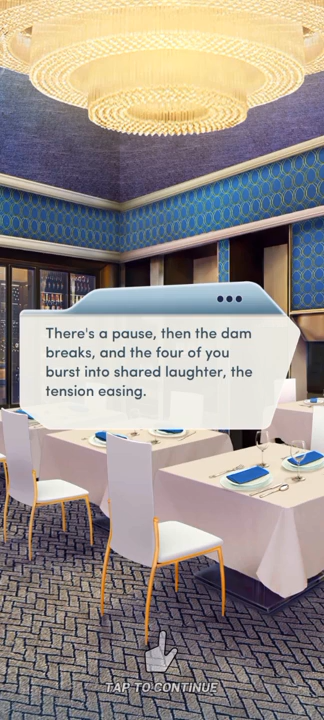 There's a pause, then the dam
breaks, and the four of you
burst into shared laughter, the
tension easing.
TAP TO CONTINUE